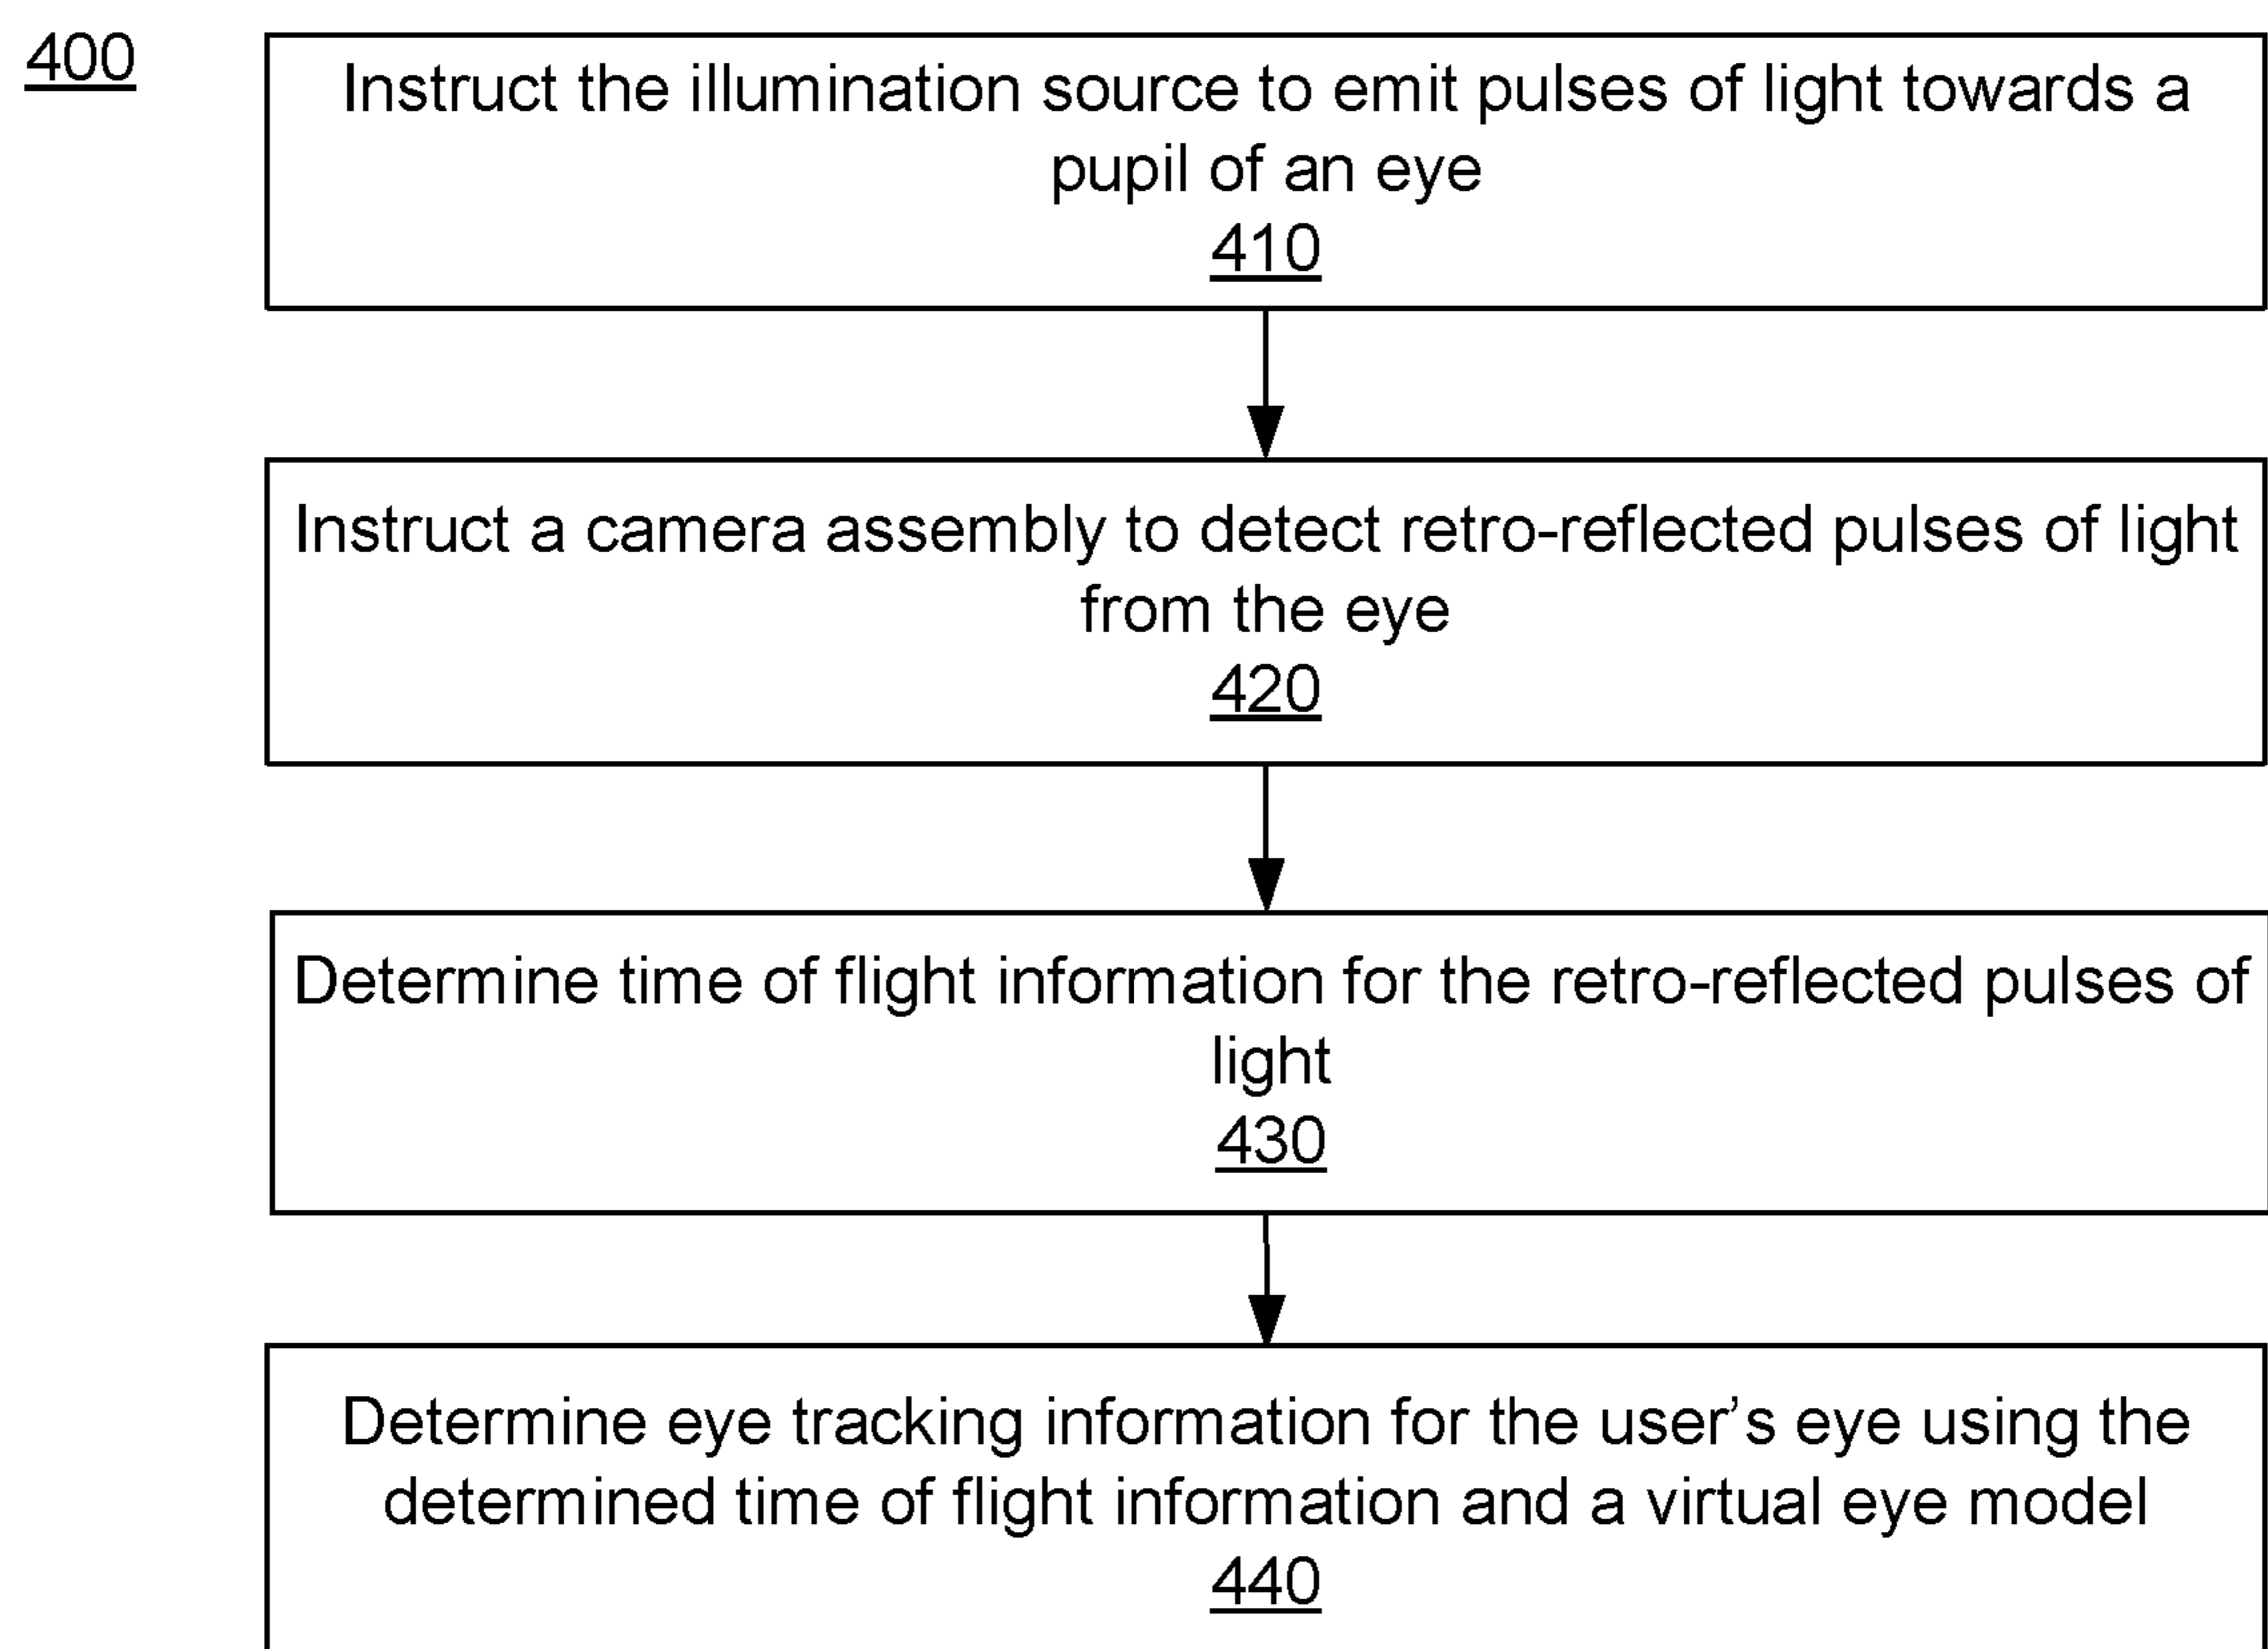 400
Instruct the illumination source to emit pulses of light towards a
pupil of an eye
410
Instruct a camera assembly to detect retro-reflected pulses of light
from the eye
420
Determine time of flight information for the retro-reflected pulses of
light
430
Determine eye tracking information for the user’s eye using the
determined time of flight information and a virtual eye model
440